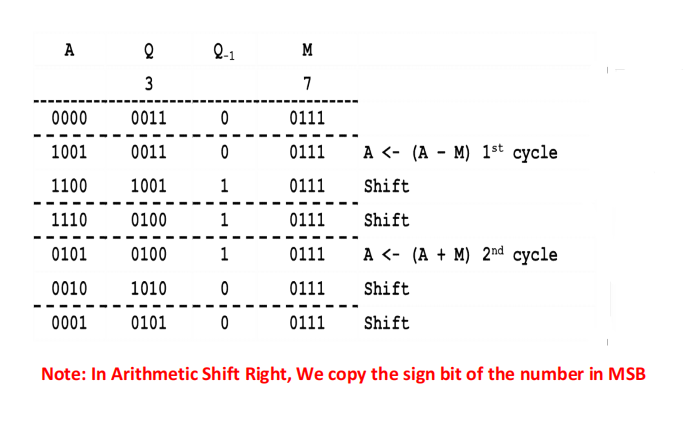 A Q Q-1 M
3 7
0000 0011 0 0111
1001 0011 0 0111 A <- (A - M) 1st cycle
1100 1001 1 0111 Shift
1110 0100 1 0111 Shift
0101 0100 1 0111 A <- (A + M) 2nd cycle
0010 1010 0 0111 Shift
0001 0101 0 0111 Shift
Note: In Arithmetic Shift Right, We copy the sign bit of the number in MSB